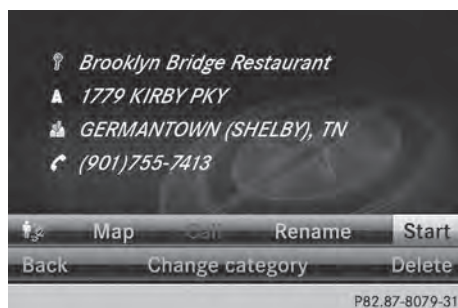 Brooklyn Bridge Restaurant
1779 KIRBY PKY
GERMANTOWN (SHELBY), TN
(901)755-7413
Map Call Rename Start
Back Change category Delete
P82.87-8079-31